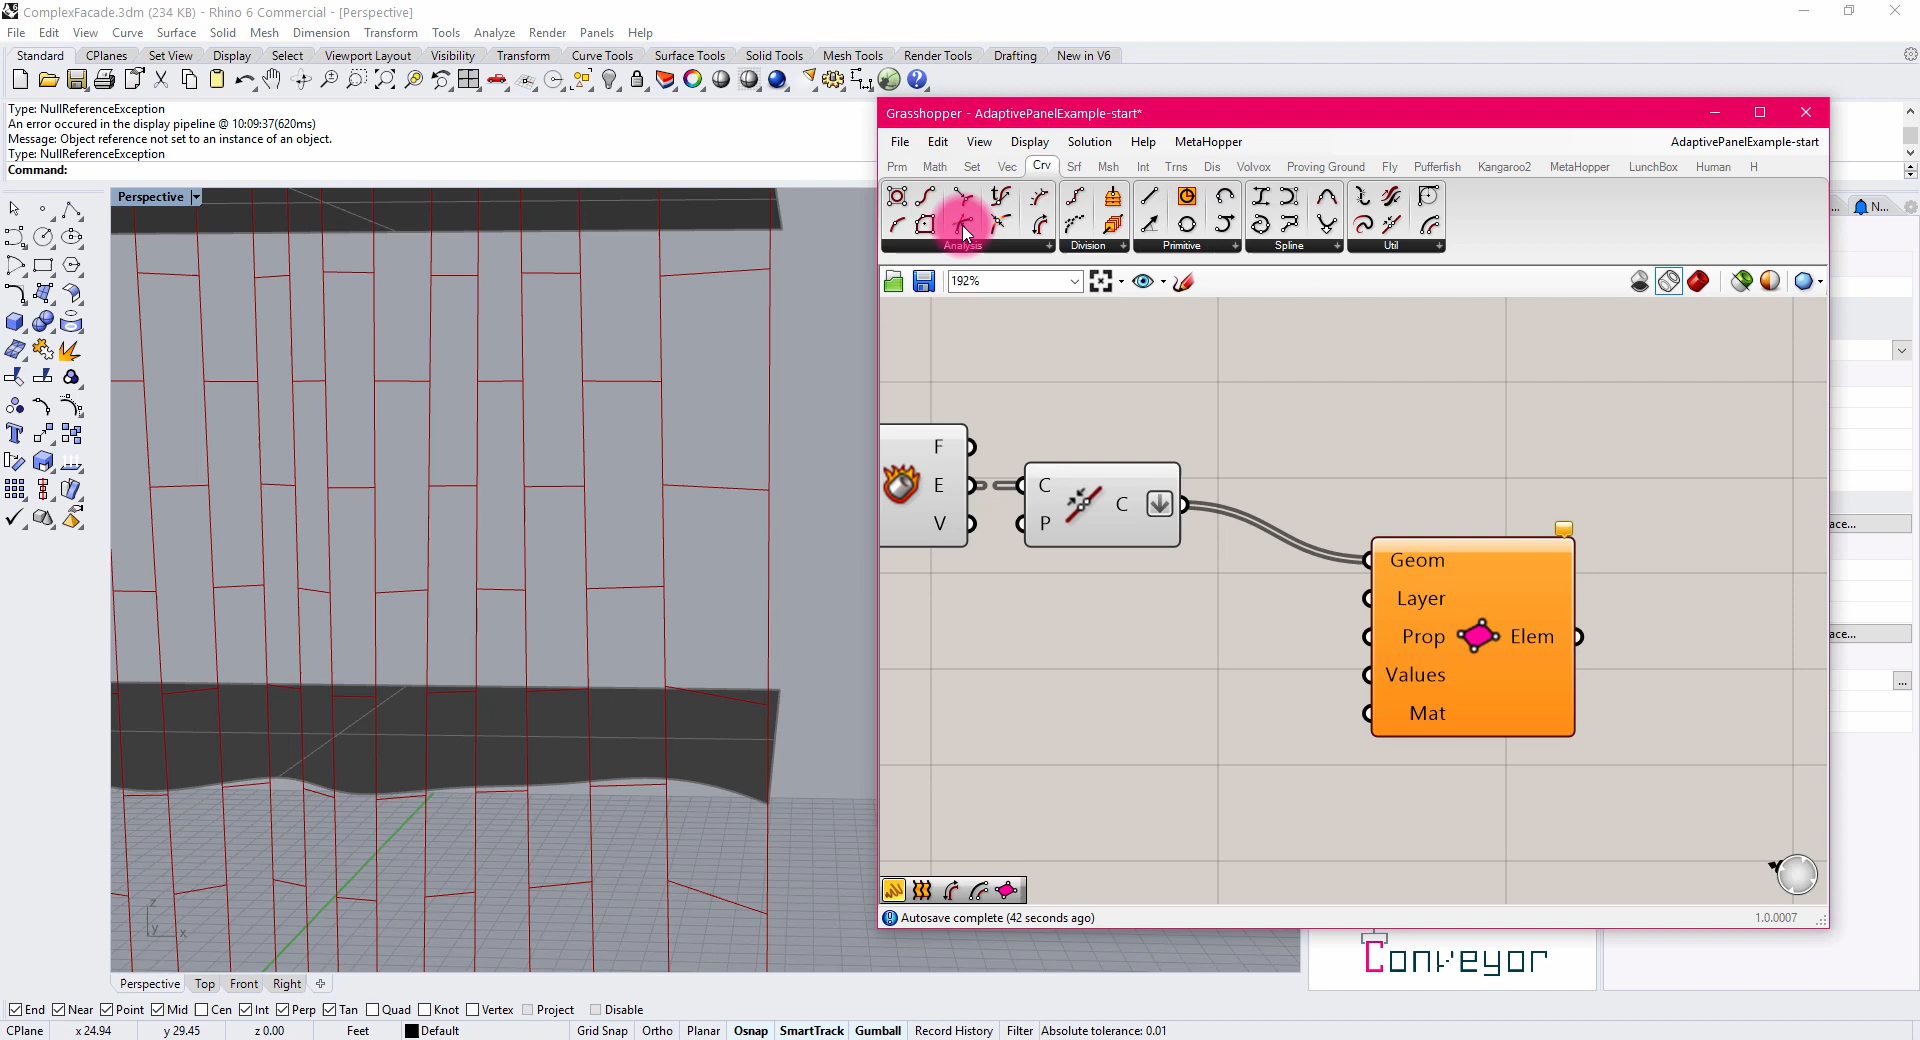 ComplexFacade.3dm (234 KB) - Rhino 6 Commercial - [Perspective]
File Edit View Curve Surface Solid Mesh Dimension Transform Tools Analyze Render Panels Help
Standard CPlanes Set View Display Select Viewport Layout Visibility Transform Curve Tools Surface Tools Solid Tools Mesh Tools Render Tools Drafting New in V6
Type: NullReferenceException
An error occured in the display pipeline @ 10:09:37(620ms)
Message: Object reference not set to an instance of an object.
Type: NullReferenceException
Command:
Perspective
Grasshopper - AdaptivePanelExample-start*
File Edit View Display Solution Help MetaHopper AdaptivePanelExample-start
Prm Math Set Vec Crv Srf Msh Int Trns Dis Volvox Proving Ground Fly Pufferfish Kangaroo2 MetaHopper LunchBox Human H
Analysis Division Primitive Spline Util
192%
F
E
V
C
P
C
Geom
Layer
Prop
Values
Mat
Elem
Autosave complete (42 seconds ago) 1.0.0007
... N...
ace...
ace...
...
Conveyor
z
y x
Perspective Top Front Right
End Near Point Mid Cen Int Perp Tan Quad Knot Vertex Project Disable
CPlane x 24.94 y 29.45 z 0.00 Feet Default Grid Snap Ortho Planar Osnap SmartTrack Gumball Record History Filter Absolute tolerance: 0.01